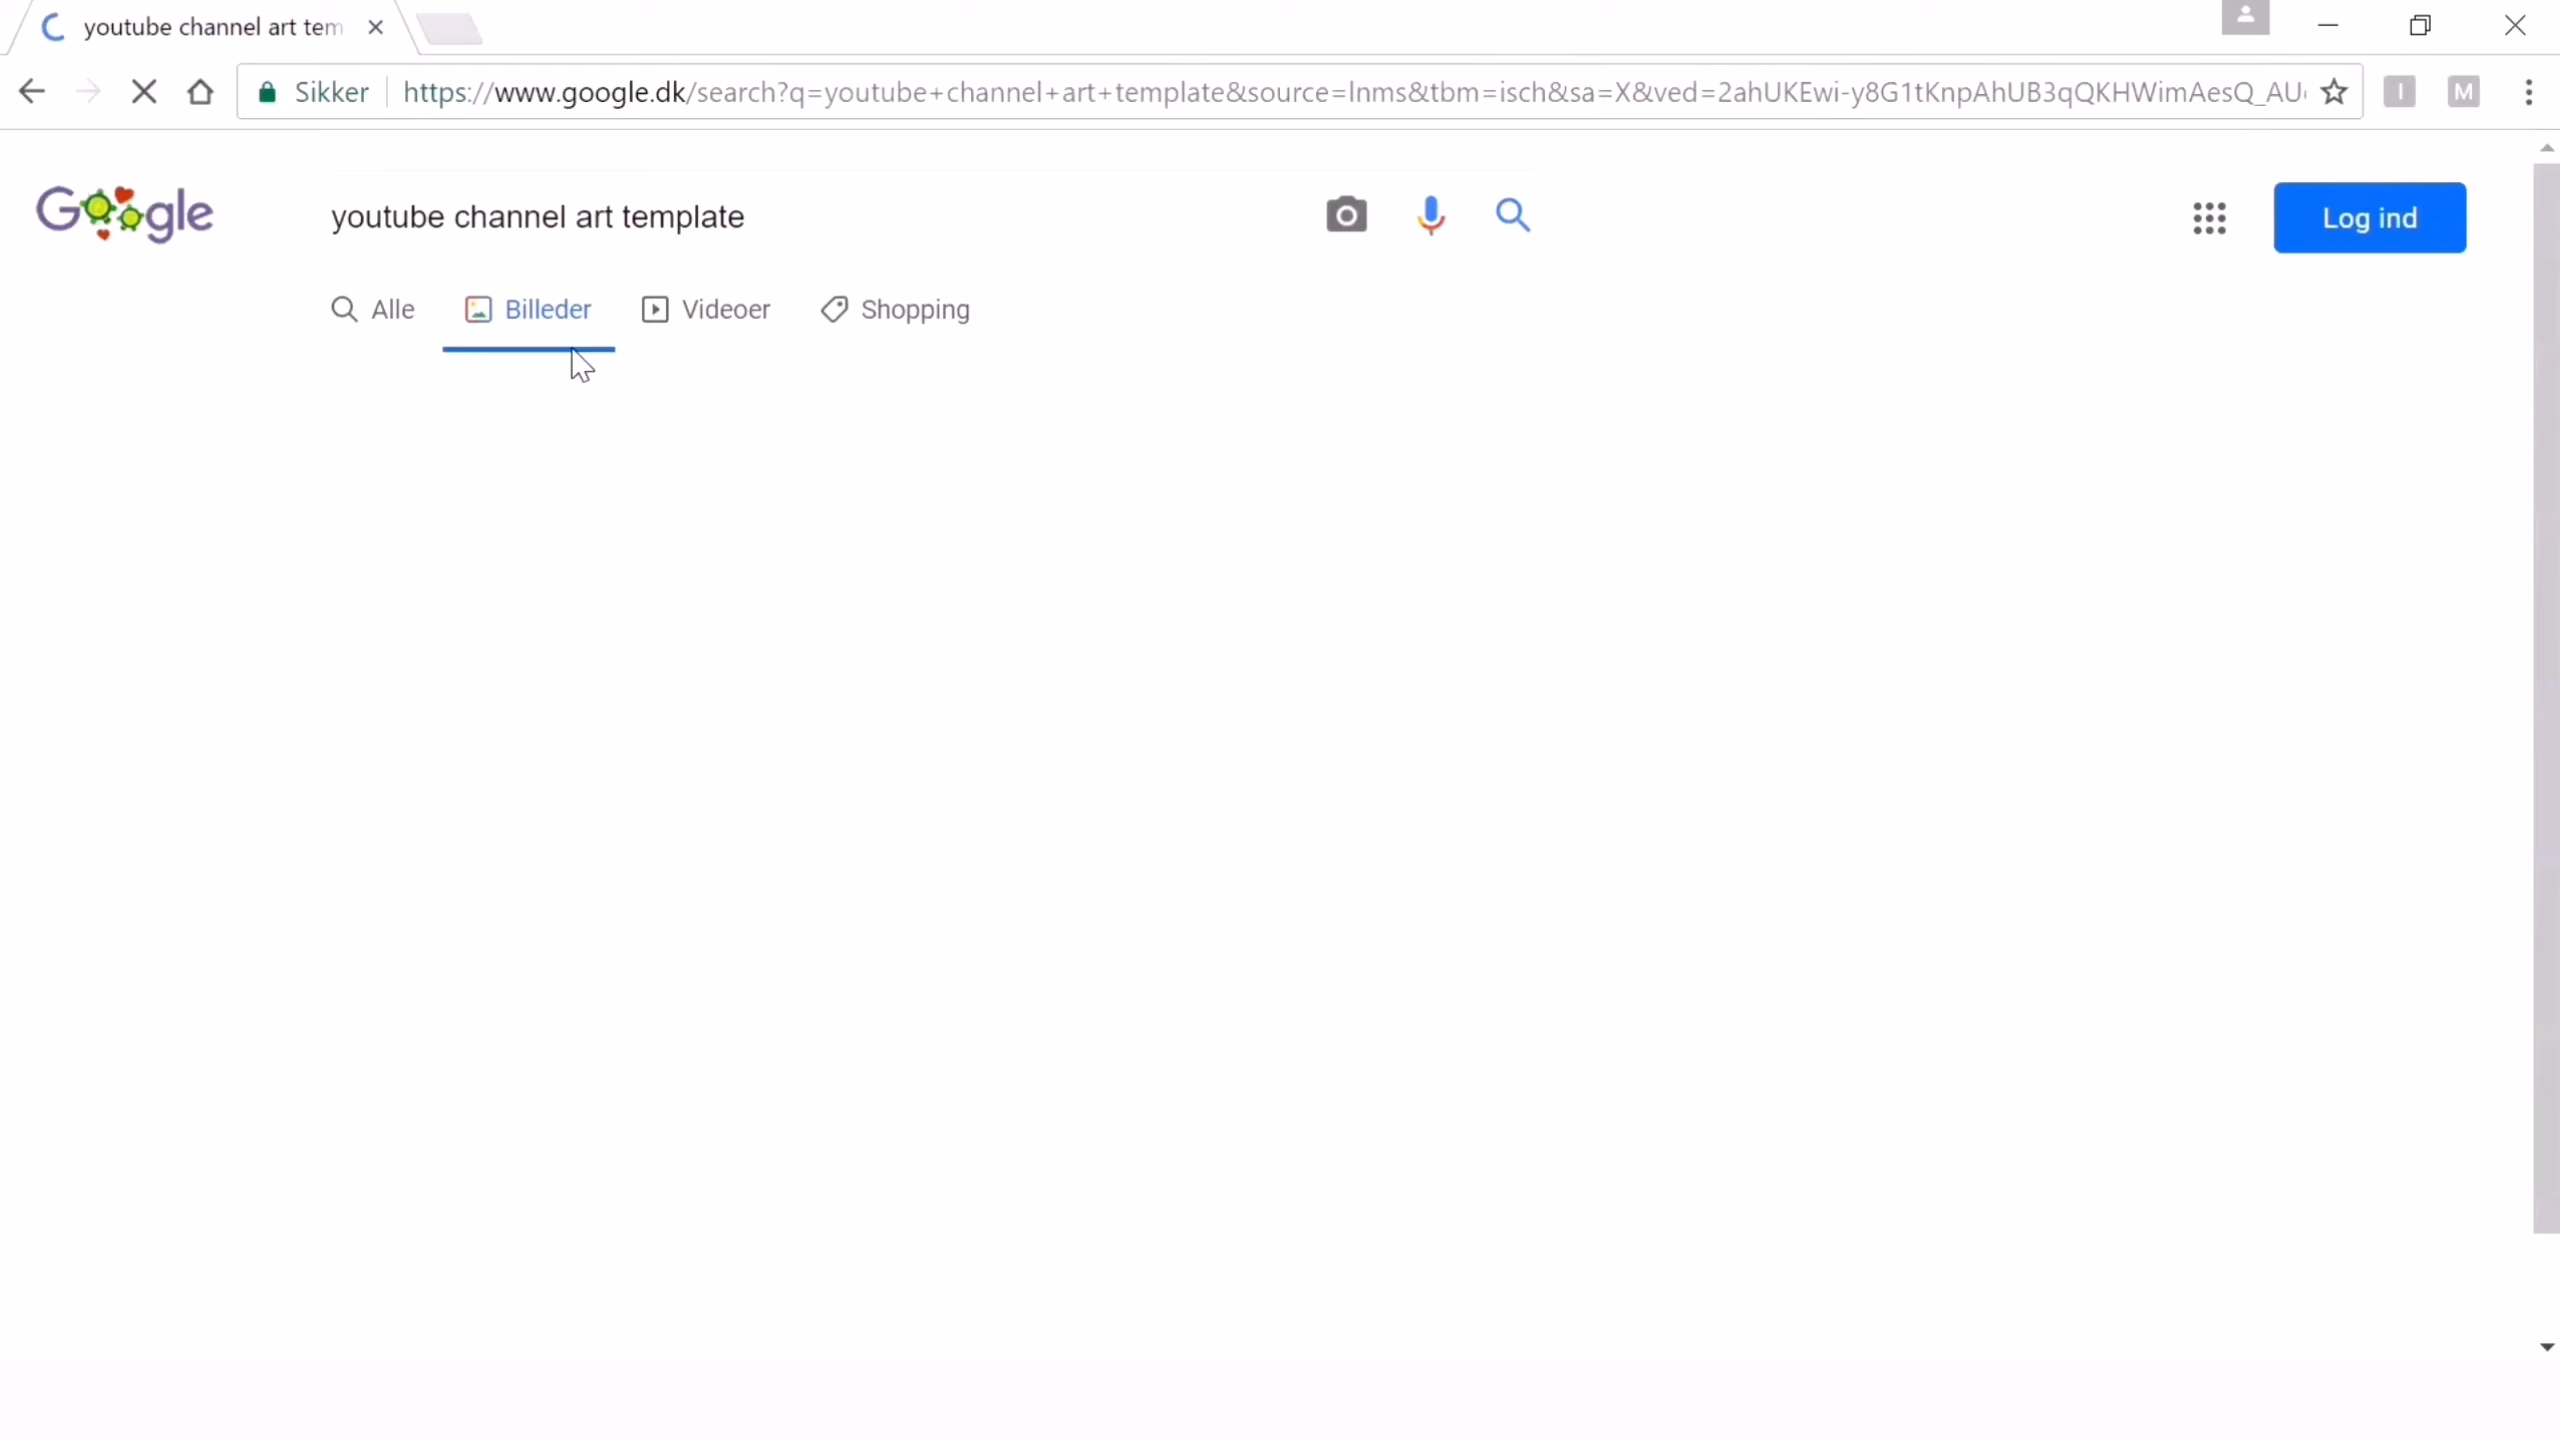 youtube channel art tem
Sikker
https://www.google.dk/search?q=youtube+channel+art+template&source=lnms&tbm=isch&sa=X&ved=2ahUKEwi-y8G1tKnpAhUB3qQKHWimAesQ_AU
I
M
Google
youtube channel art template
Log ind
Alle
Billeder
Videoer
Shopping